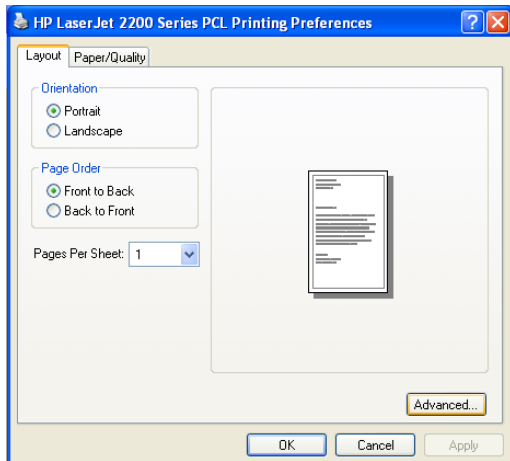 HP LaserJet 2200 Series PCL Printing Preferences
Layout Paper/Quality
Orientation
Portrait
Landscape
Page Order
Front to Back
Back to Front
Pages Per Sheet: 1
Advanced...
OK Cancel Apply